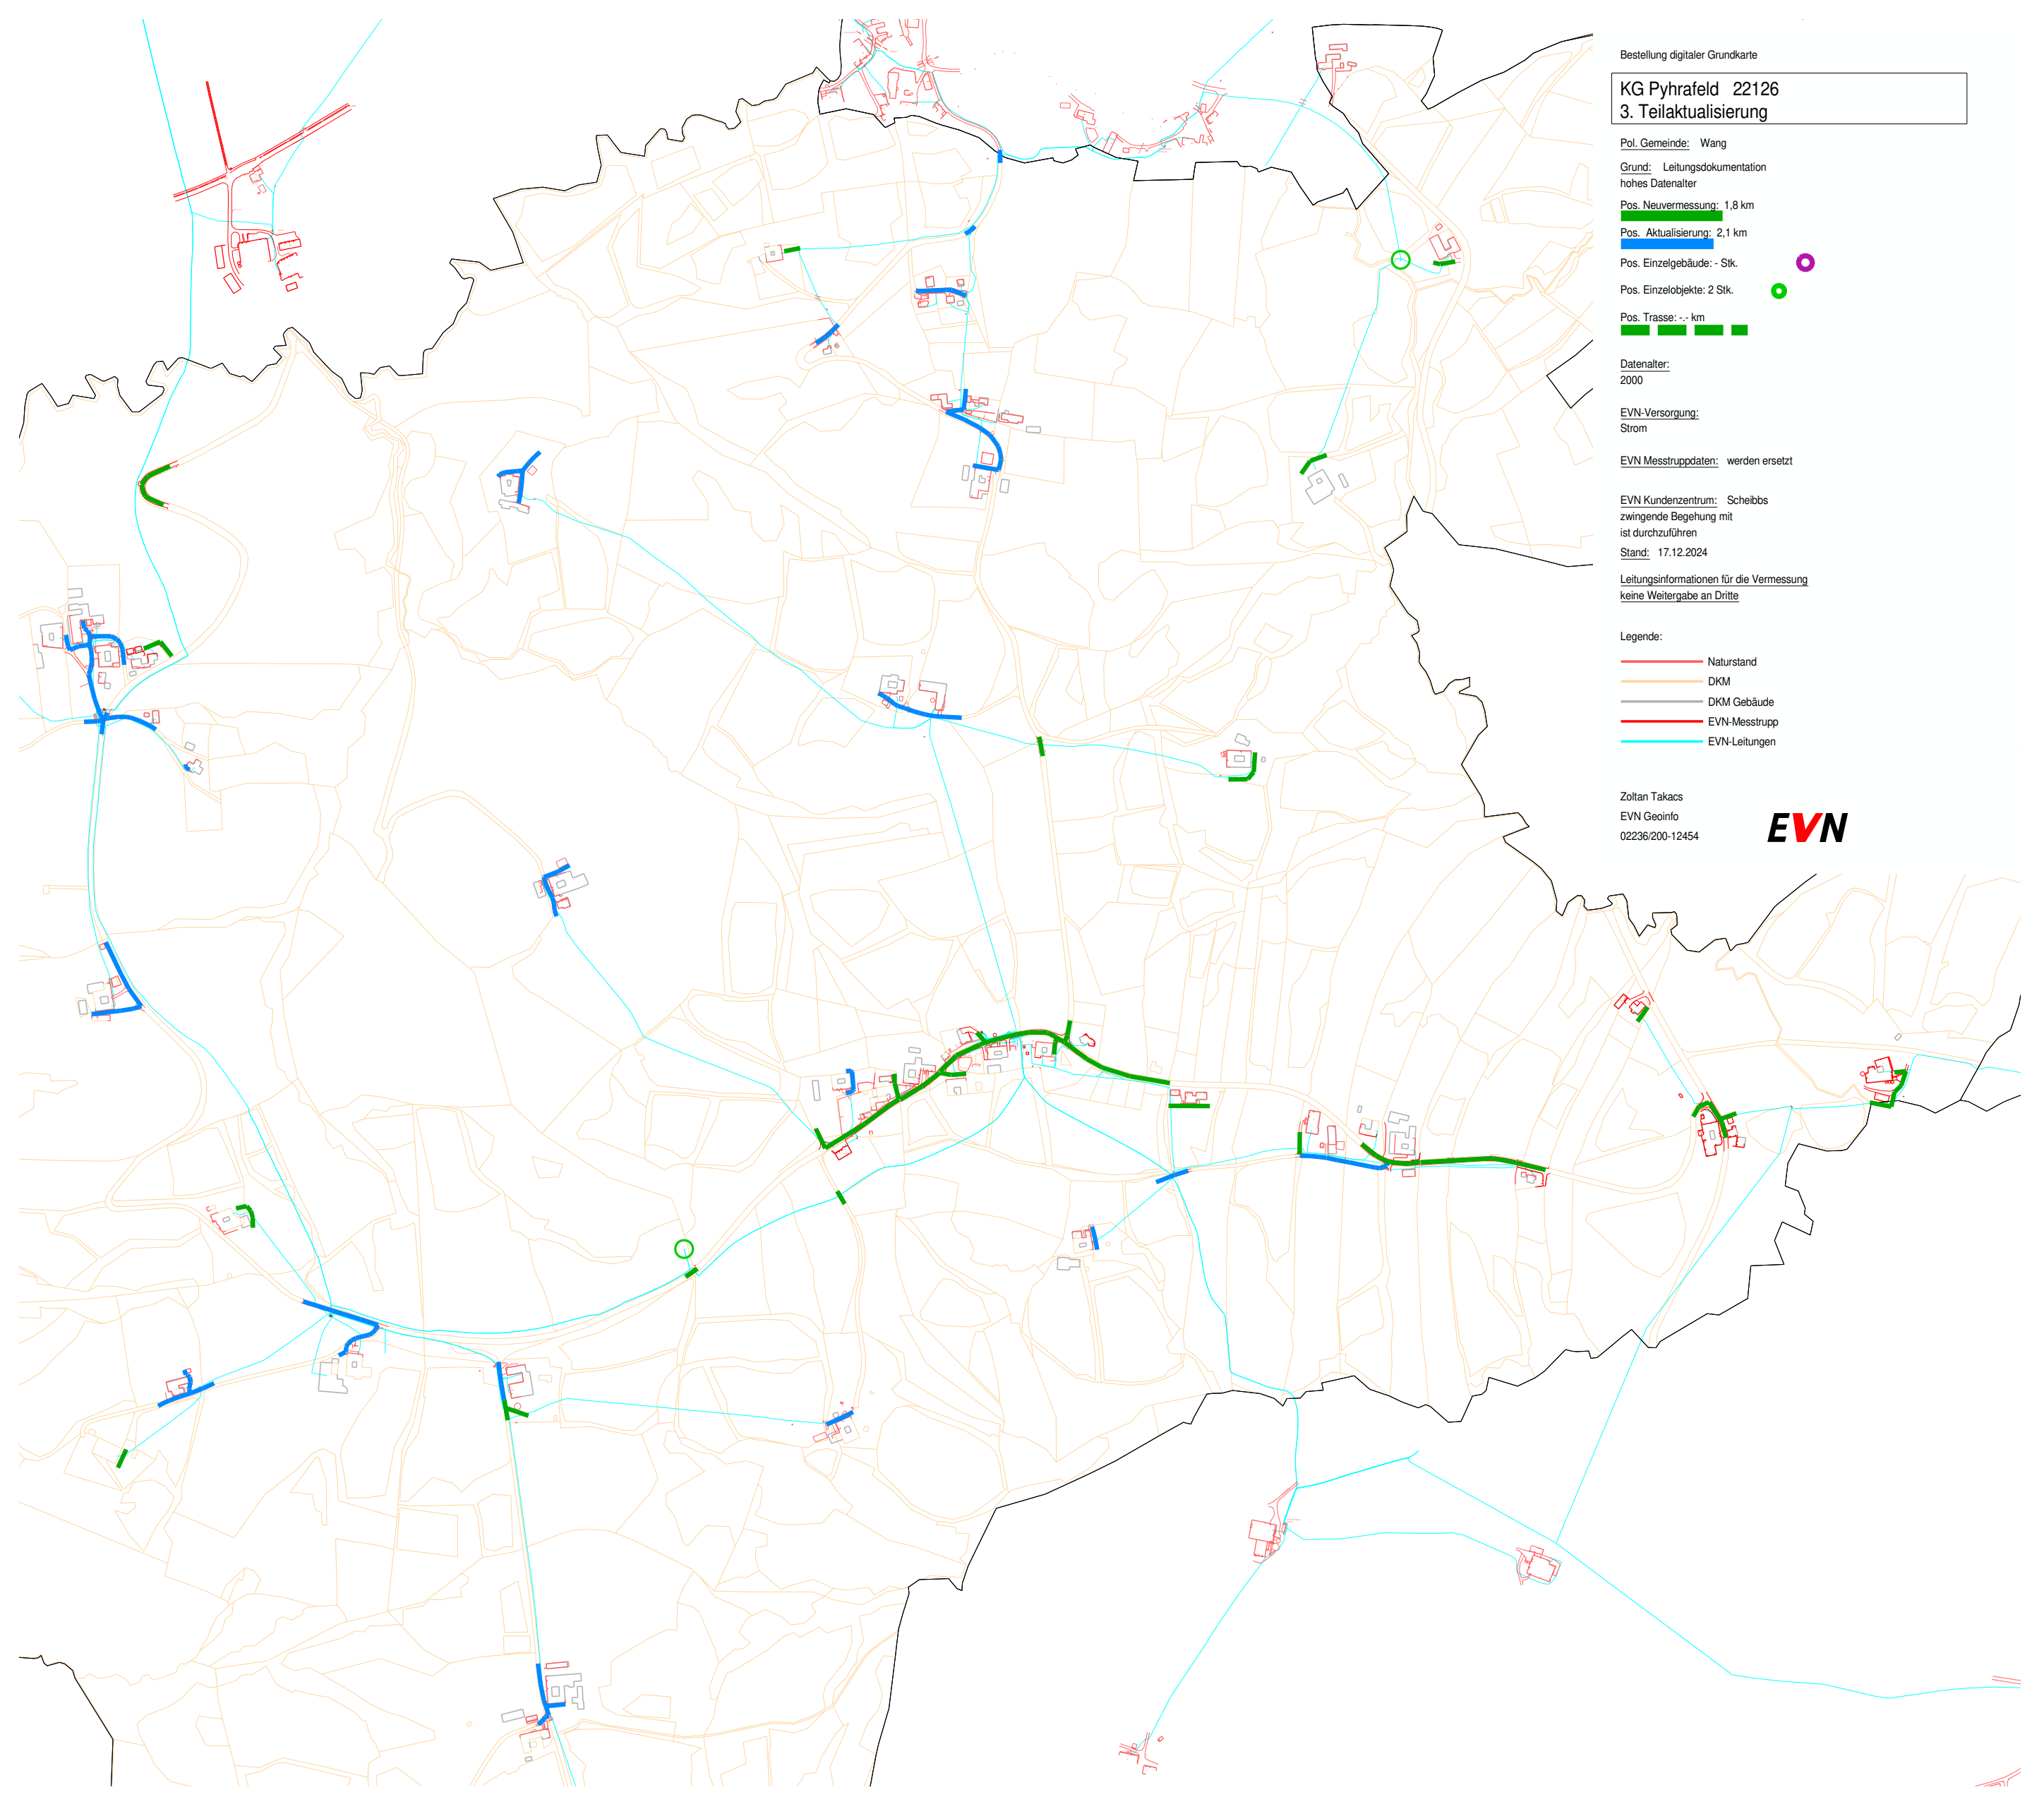 Bestellung digitaler Grundkarte
KG Pyhrafeld 22126
3. Teilaktualisierung
Pol. Gemeinde: Wang
Grund: Leitungsdokumentation
hohes Datenalter
Pos. Neuvermessung: 1,8 km
Pos. Aktualisierung: 2,1 km
Pos. Einzelgebäude: - Stk.
Pos. Einzelobjekte: 2 Stk.
Pos. Trasse: -.- km
Datenalter:
2000
EVN-Versorgung:
Strom
EVN Messtruppdaten: werden ersetzt
EVN Kundenzentrum: Scheibbs
zwingende Begehung mit
ist durchzuführen
Stand: 17.12.2024
Leitungsinformationen für die Vermessung
keine Weitergabe an Dritte
Legende:
Naturstand
DKM
DKM Gebäude
EVN-Messtrupp
EVN-Leitungen
Zoltan Takacs
EVN Geoinfo
02236/200-12454
EVN